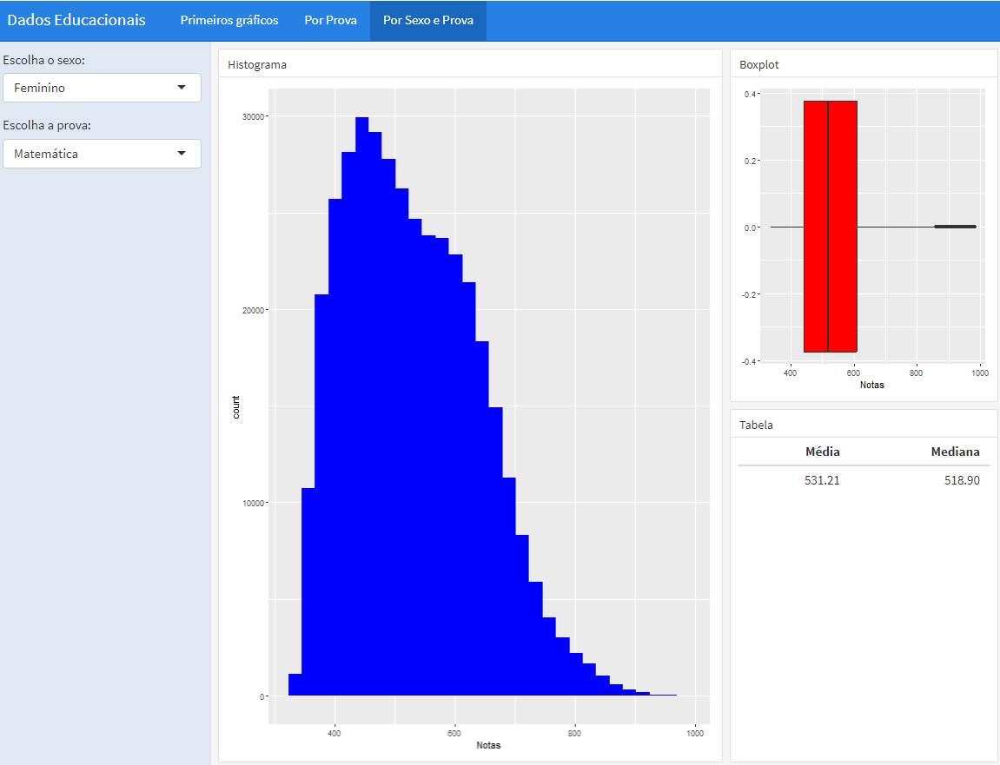 Dados Educacionais
Primeiros gráficos
Por Prova
Por Sexo e Prova
Escolha o sexo:
Feminino
Escolha a prova:
Matemática
Histograma
30000
20000
10000
0
count
400
600
800
1000
Notas
Boxplot
0.4
0.2
0.0
-0.2
-0.4
400
600
800
1000
Notas
Tabela
Média
Mediana
531.21
518.90